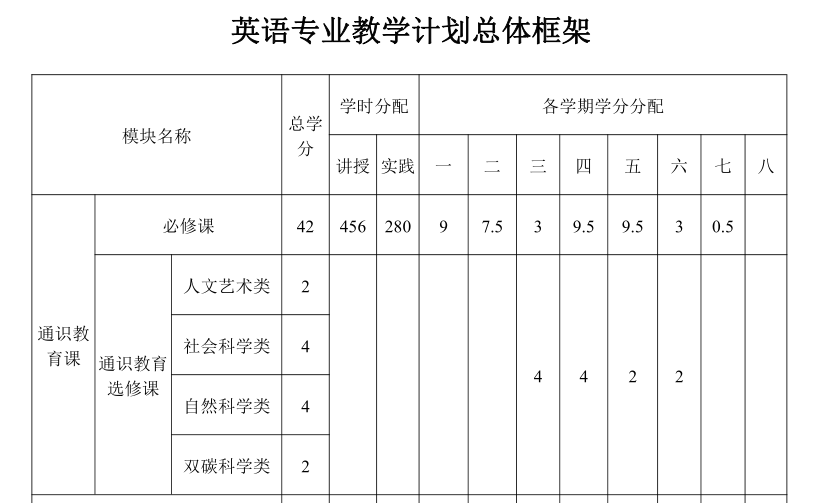 英语专业教学计划总体框架
模块名称 总学分 学时分配 各学期学分分配
讲授 实践 一 二 三 四 五 六 七 八
通识教育课 必修课 42 456 280 9 7.5 3 9.5 9.5 3 0.5
通识教育选修课 人文艺术类 2
社会科学类 4
4 4 2 2
自然科学类 4
双碳科学类 2